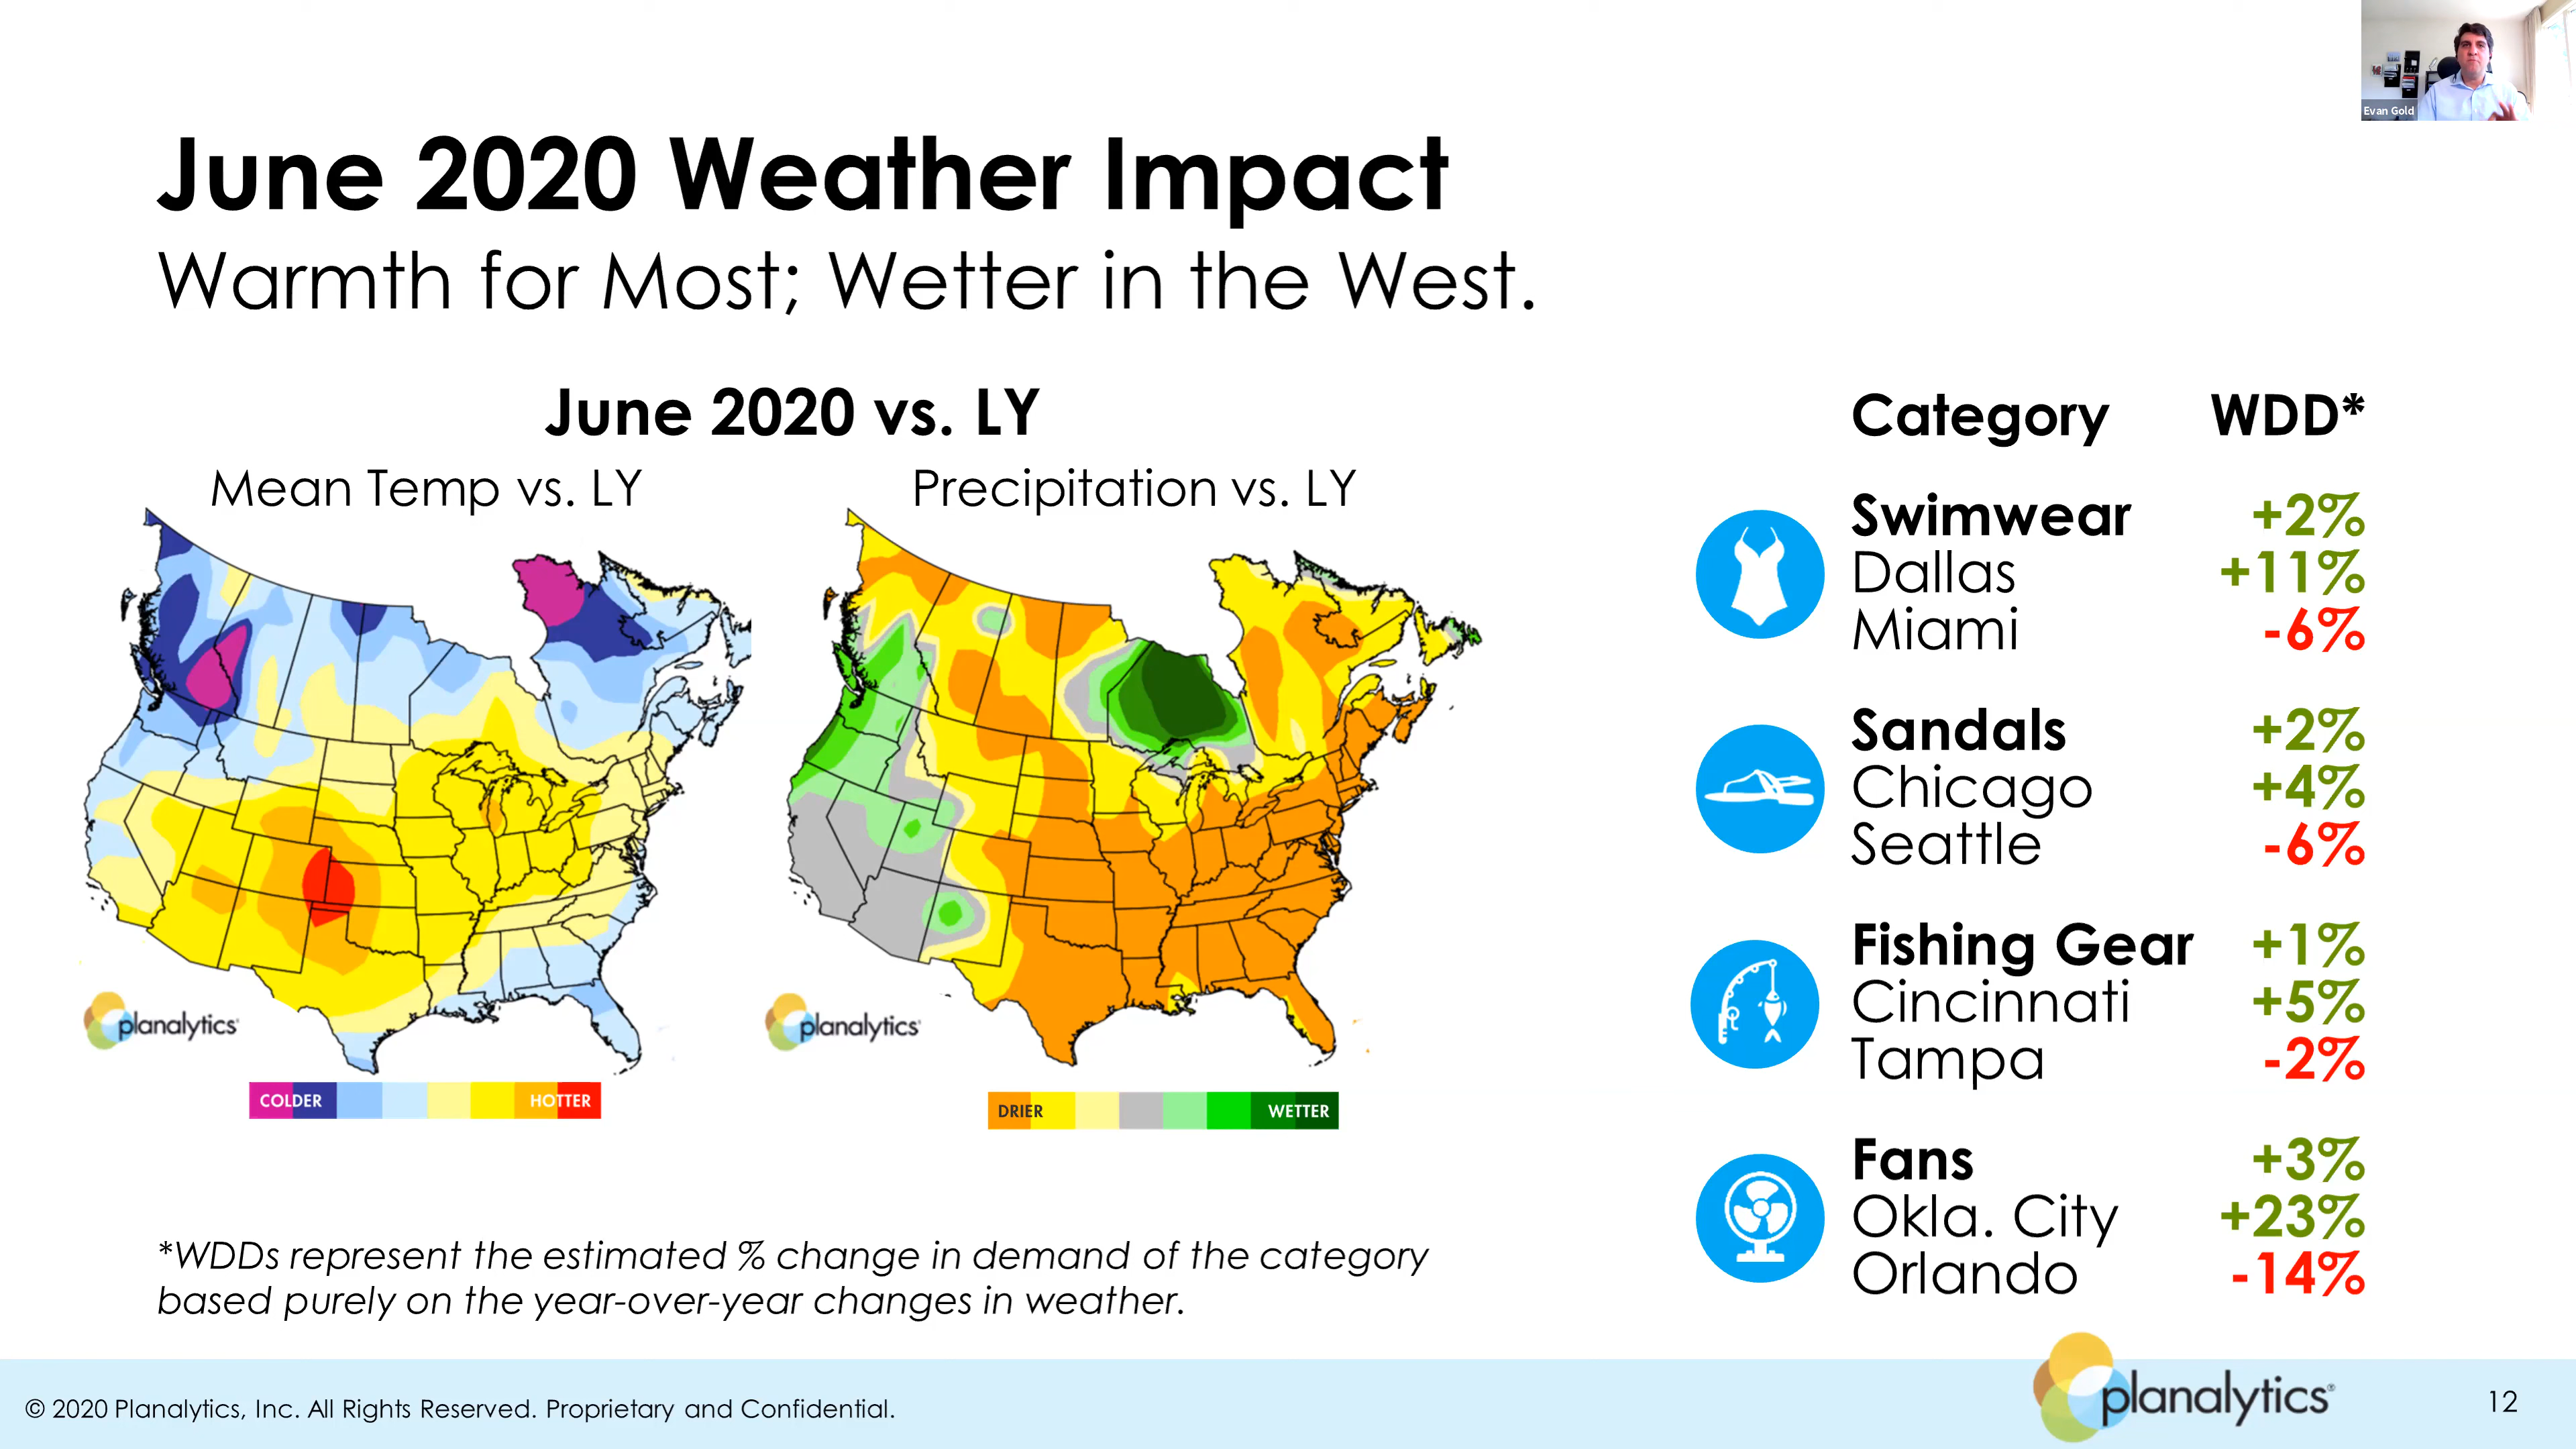 Evan Gold
June 2020 Weather Impact
Warmth for Most; Wetter in the West.
June 2020 vs. LY
Mean Temp vs. LY
Precipitation vs. LY
planalytics
COLDER HOTTER
planalytics
DRIER WETTER
*WDDs represent the estimated % change in demand of the category
based purely on the year-over-year changes in weather.
Category WDD*
Swimwear +2%
Dallas +11%
Miami -6%
Sandals +2%
Chicago +4%
Seattle -6%
Fishing Gear +1%
Cincinnati +5%
Tampa -2%
Fans +3%
Okla. City +23%
Orlando -14%
© 2020 Planalytics, Inc. All Rights Reserved. Proprietary and Confidential.
planalytics®
12